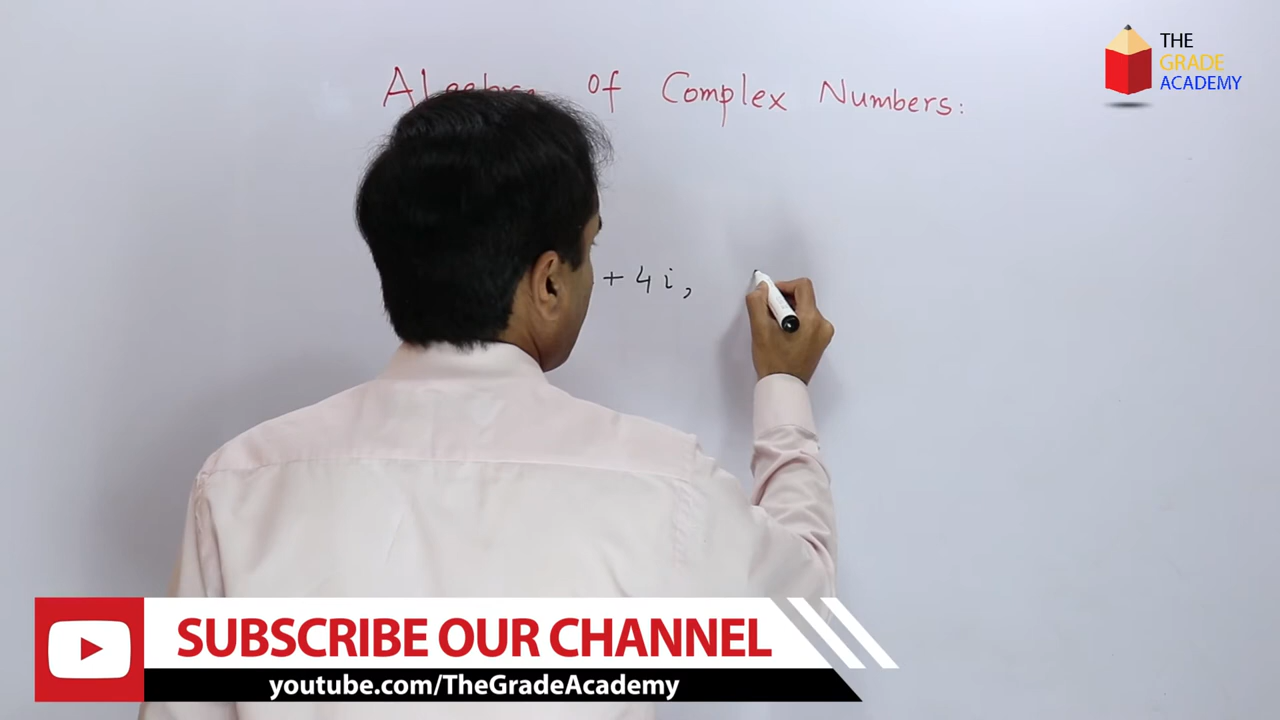 Algebra of Complex Numbers:
+ 4i,
THE
GRADE
ACADEMY
SUBSCRIBE OUR CHANNEL
youtube.com/TheGradeAcademy